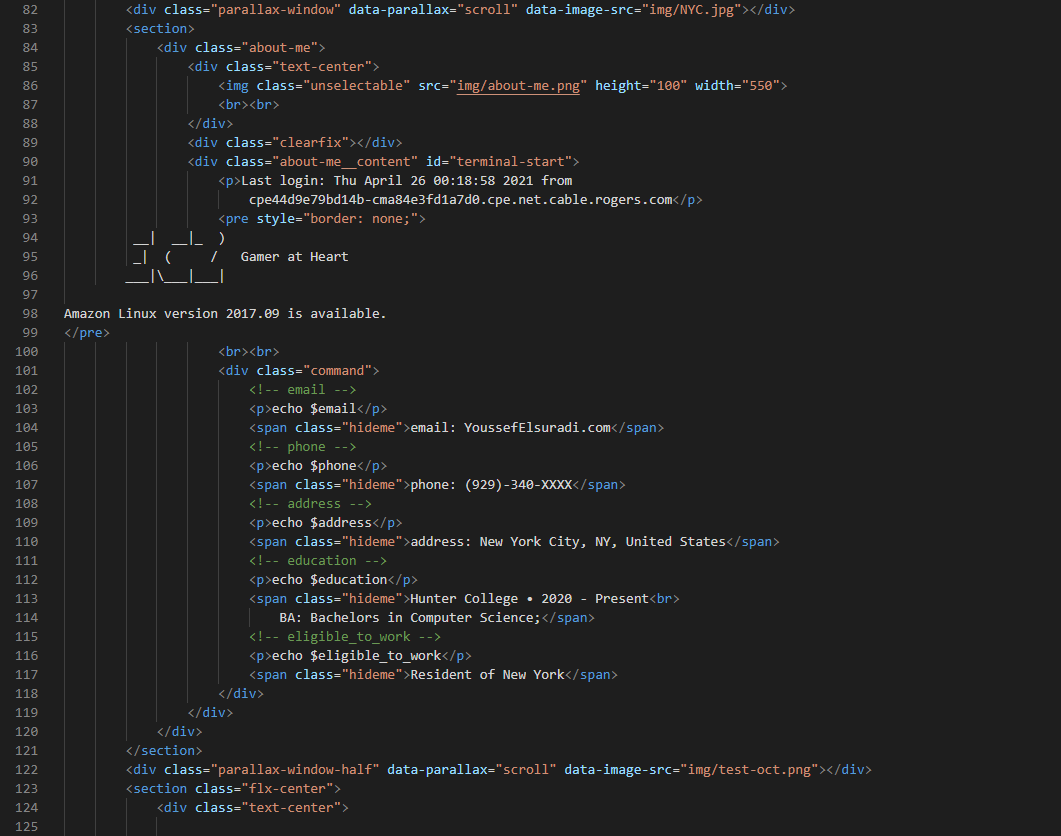 82 <div class="parallax-window" data-parallax="scroll" data-image-src="img/NYC.jpg"></div>
83 <section>
84 <div class="about-me">
85 <div class="text-center">
86 <img class="unselectable" src="img/about-me.png" height="100" width="550">
87 <br><br>
88 </div>
89 <div class="clearfix"></div>
90 <div class="about-me__content" id="terminal-start">
91 <p>Last login: Thu April 26 00:18:58 2021 from
92 cpe44d9e79bd14b-cma84e3fd1a7d0.cpe.net.cable.rogers.com</p>
93 <pre style="border: none;">
94 __|  __|_  )
95 _|  (     /   Gamer at Heart
96 ___|\___|___|
97
98 Amazon Linux version 2017.09 is available.
99 </pre>
100 <br><br>
101 <div class="command">
102 <!-- email -->
103 <p>echo $email</p>
104 <span class="hideme">email: YoussefElsuradi.com</span>
105 <!-- phone -->
106 <p>echo $phone</p>
107 <span class="hideme">phone: (929)-340-XXXX</span>
108 <!-- address -->
109 <p>echo $address</p>
110 <span class="hideme">address: New York City, NY, United States</span>
111 <!-- education -->
112 <p>echo $education</p>
113 <span class="hideme">Hunter College • 2020 - Present<br>
114 BA: Bachelors in Computer Science;</span>
115 <!-- eligible_to_work -->
116 <p>echo $eligible_to_work</p>
117 <span class="hideme">Resident of New York</span>
118 </div>
119 </div>
120 </div>
121 </section>
122 <div class="parallax-window-half" data-parallax="scroll" data-image-src="img/test-oct.png"></div>
123 <section class="flx-center">
124 <div class="text-center">
125